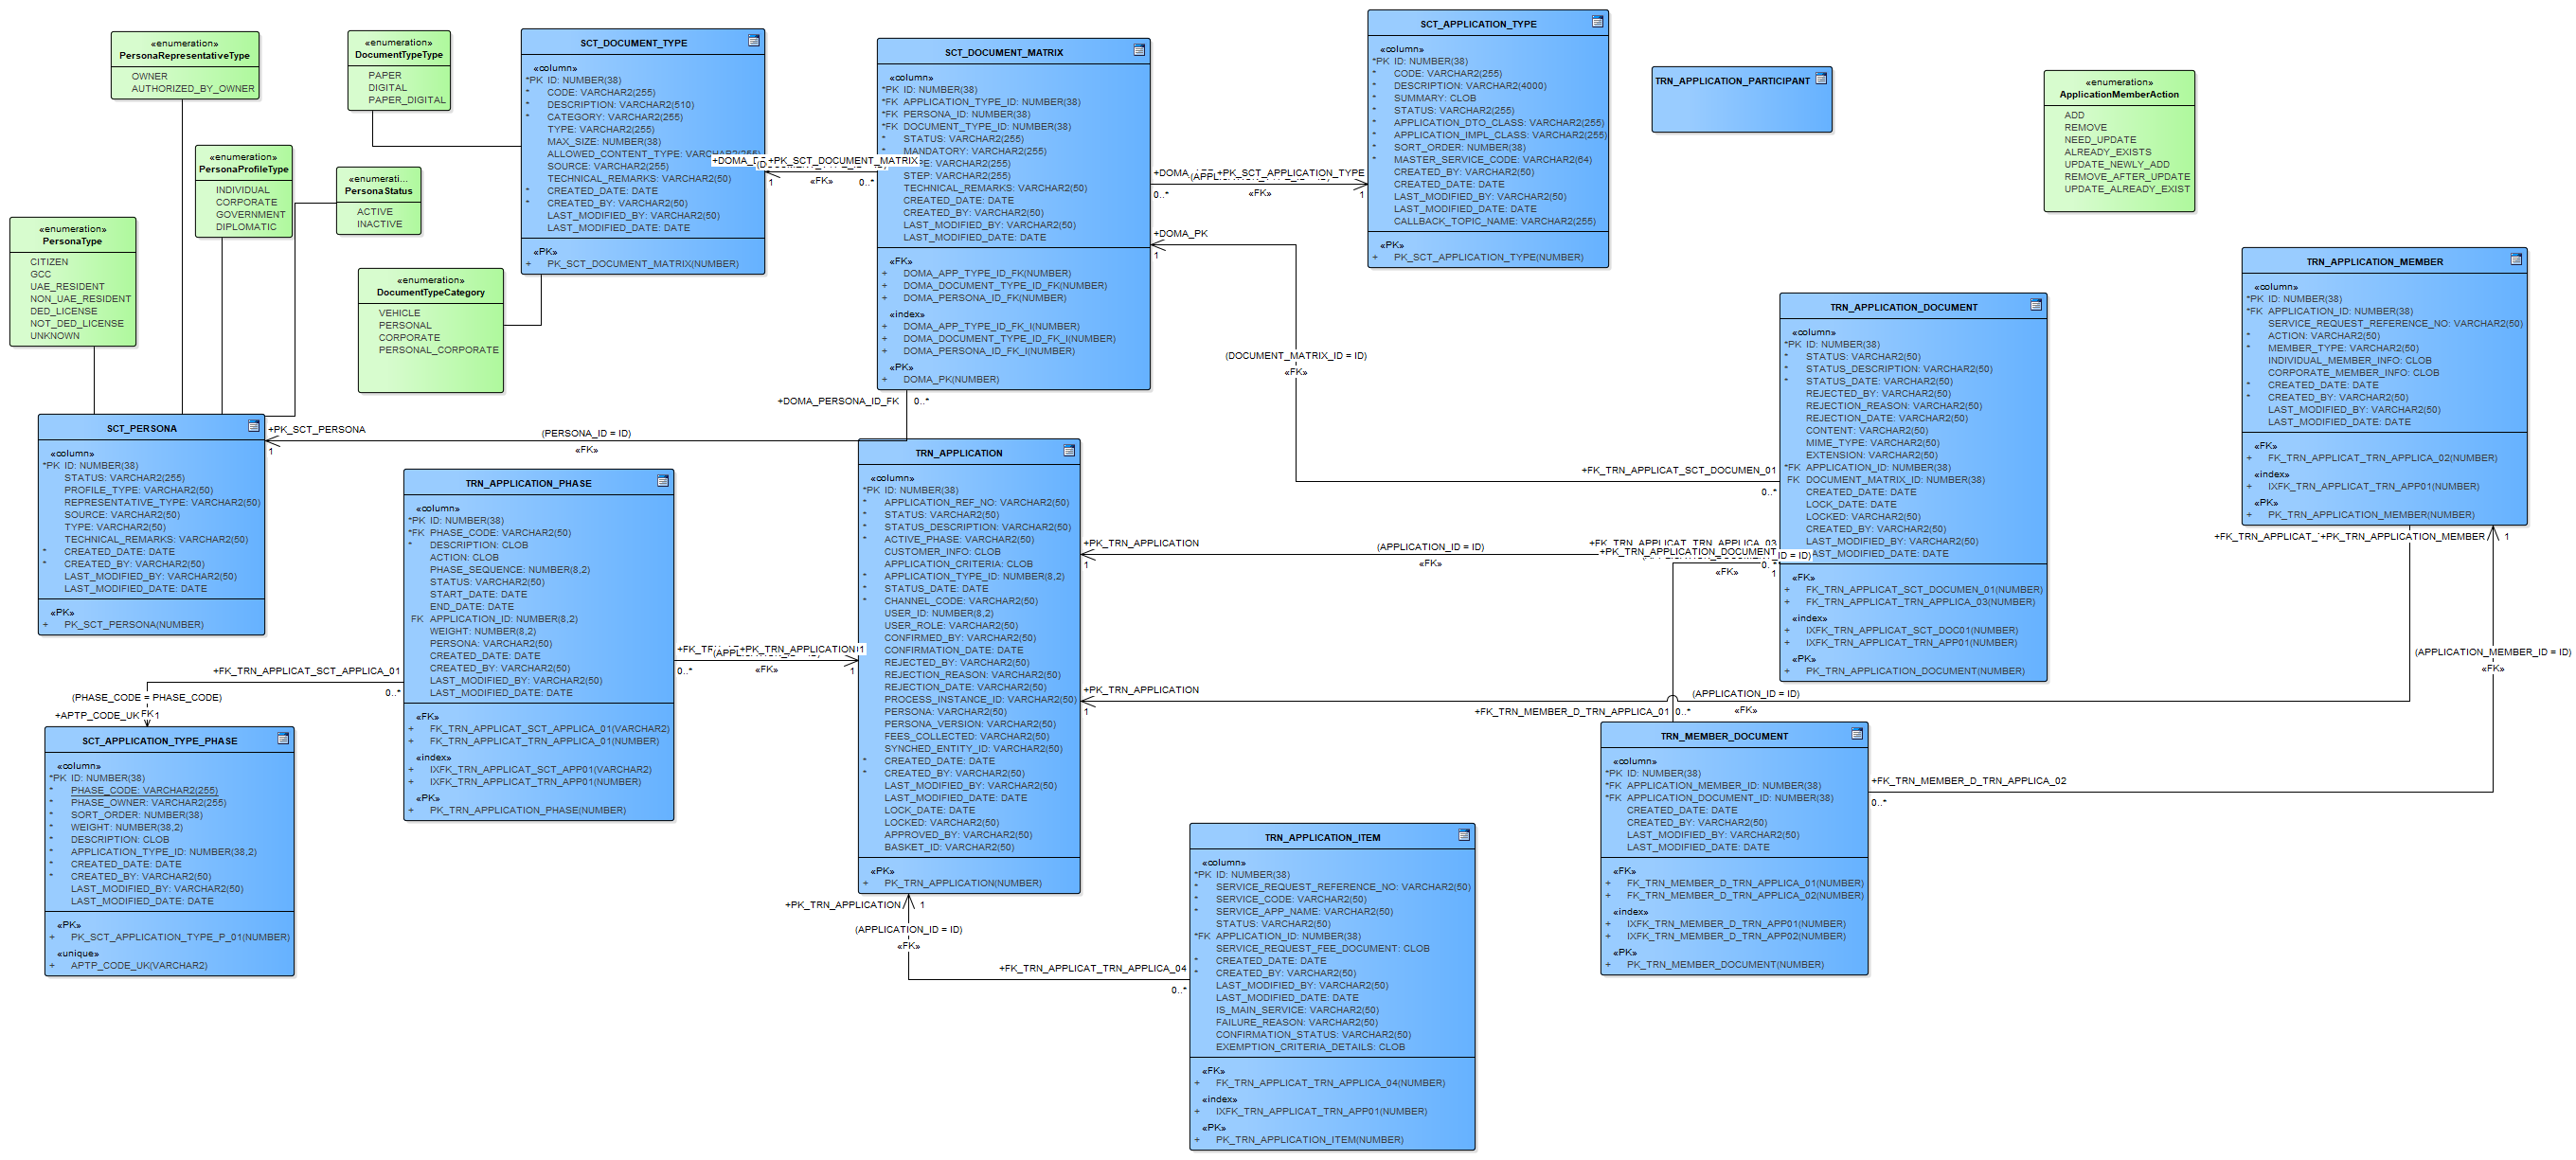 «enumeration»
PersonaRepresentativeType
OWNER
AUTHORIZED_BY_OWNER
«enumeration»
DocumentTypeType
PAPER
DIGITAL
PAPER_DIGITAL
«enumeration»
PersonaProfileType
INDIVIDUAL
CORPORATE
GOVERNMENT
DIPLOMATIC
«enumerati...
PersonaStatus
ACTIVE
INACTIVE
«enumeration»
PersonaType
CITIZEN
GCC
UAE_RESIDENT
NON_UAE_RESIDENT
DED_LICENSE
NOT_DED_LICENSE
UNKNOWN
«enumeration»
DocumentTypeCategory
VEHICLE
PERSONAL
CORPORATE
PERSONAL_CORPORATE
SCT_DOCUMENT_TYPE
«column»
*PK ID: NUMBER(38)
* CODE: VARCHAR2(255)
* DESCRIPTION: VARCHAR2(510)
* CATEGORY: VARCHAR2(255)
TYPE: VARCHAR2(255)
MAX_SIZE: NUMBER(38)
ALLOWED_CONTENT_TYPE: VARCHAR2(255)
SOURCE: VARCHAR2(255)
TECHNICAL_REMARKS: VARCHAR2(50)
* CREATED_DATE: DATE
* CREATED_BY: VARCHAR2(50)
LAST_MODIFIED_BY: VARCHAR2(50)
LAST_MODIFIED_DATE: DATE
«PK»
+ PK_SCT_DOCUMENT_MATRIX(NUMBER)
SCT_DOCUMENT_MATRIX
«column»
*PK ID: NUMBER(38)
*FK APPLICATION_TYPE_ID: NUMBER(38)
*FK PERSONA_ID: NUMBER(38)
*FK DOCUMENT_TYPE_ID: NUMBER(38)
* STATUS: VARCHAR2(255)
* MANDATORY: VARCHAR2(255)
VARCHAR2(255)
STEP: VARCHAR2(255)
TECHNICAL_REMARKS: VARCHAR2(50)
CREATED_DATE: DATE
CREATED_BY: VARCHAR2(50)
LAST_MODIFIED_BY: VARCHAR2(50)
LAST_MODIFIED_DATE: DATE
«FK»
+ DOMA_APP_TYPE_ID_FK(NUMBER)
+ DOMA_DOCUMENT_TYPE_ID_FK(NUMBER)
+ DOMA_PERSONA_ID_FK(NUMBER)
«index»
+ DOMA_APP_TYPE_ID_FK_I(NUMBER)
+ DOMA_DOCUMENT_TYPE_ID_FK_I(NUMBER)
+ DOMA_PERSONA_ID_FK_I(NUMBER)
«PK»
+ DOMA_PK(NUMBER)
+PK_SCT_DOCUMENT_MATRIX
1 «FK» 0..*
SCT_APPLICATION_TYPE
«column»
*PK ID: NUMBER(38)
* CODE: VARCHAR2(255)
* DESCRIPTION: VARCHAR2(4000)
* SUMMARY: CLOB
* STATUS: VARCHAR2(255)
* APPLICATION_DTO_CLASS: VARCHAR2(255)
* APPLICATION_IMPL_CLASS: VARCHAR2(255)
* SORT_ORDER: NUMBER(38)
* MASTER_SERVICE_CODE: VARCHAR2(64)
CREATED_BY: VARCHAR2(50)
CREATED_DATE: DATE
LAST_MODIFIED_BY: VARCHAR2(50)
LAST_MODIFIED_DATE: DATE
CALLBACK_TOPIC_NAME: VARCHAR2(255)
«PK»
+ PK_SCT_APPLICATION_TYPE(NUMBER)
+PK_SCT_APPLICATION_TYPE
0..* «FK» 1
+DOMA_PK
1
(DOCUMENT_MATRIX_ID = ID)
«FK»
TRN_APPLICATION_PARTICIPANT
«enumeration»
ApplicationMemberAction
ADD
REMOVE
NEED_UPDATE
ALREADY_EXISTS
UPDATE_NEWLY_ADD
REMOVE_AFTER_UPDATE
UPDATE_ALREADY_EXIST
TRN_APPLICATION_MEMBER
«column»
*PK ID: NUMBER(38)
*FK APPLICATION_ID: NUMBER(38)
SERVICE_REQUEST_REFERENCE_NO: VARCHAR2(50)
* ACTION: VARCHAR2(50)
* MEMBER_TYPE: VARCHAR2(50)
INDIVIDUAL_MEMBER_INFO: CLOB
CORPORATE_MEMBER_INFO: CLOB
* CREATED_DATE: DATE
* CREATED_BY: VARCHAR2(50)
LAST_MODIFIED_BY: VARCHAR2(50)
LAST_MODIFIED_DATE: DATE
«FK»
+ FK_TRN_APPLICAT_TRN_APPLICA_02(NUMBER)
«index»
+ IXFK_TRN_APPLICAT_TRN_APP01(NUMBER)
«PK»
+ PK_TRN_APPLICATION_MEMBER(NUMBER)
+PK_TRN_APPLICATION_MEMBER 1
TRN_APPLICATION_DOCUMENT
«column»
*PK ID: NUMBER(38)
* STATUS: VARCHAR2(50)
* STATUS_DESCRIPTION: VARCHAR2(50)
* STATUS_DATE: VARCHAR2(50)
REJECTED_BY: VARCHAR2(50)
REJECTION_REASON: VARCHAR2(50)
REJECTION_DATE: VARCHAR2(50)
CONTENT: VARCHAR2(50)
MIME_TYPE: VARCHAR2(50)
EXTENSION: VARCHAR2(50)
*FK APPLICATION_ID: NUMBER(38)
FK DOCUMENT_MATRIX_ID: NUMBER(38)
CREATED_DATE: DATE
LOCK_DATE: DATE
LOCKED: VARCHAR2(50)
CREATED_BY: VARCHAR2(50)
LAST_MODIFIED_BY: VARCHAR2(50)
LAST_MODIFIED_DATE: DATE
«FK»
+ FK_TRN_APPLICAT_SCT_DOCUMEN_01(NUMBER)
+ FK_TRN_APPLICAT_TRN_APPLICA_03(NUMBER)
«index»
+ IXFK_TRN_APPLICAT_SCT_DOC01(NUMBER)
+ IXFK_TRN_APPLICAT_TRN_APP01(NUMBER)
«PK»
+ PK_TRN_APPLICATION_DOCUMENT(NUMBER)
+FK_TRN_APPLICAT_SCT_DOCUMEN_01
0..*
+DOMA_PERSONA_ID_FK 0..*
+PK_SCT_PERSONA
(PERSONA_ID = ID)
1 «FK»
SCT_PERSONA
«column»
*PK ID: NUMBER(38)
STATUS: VARCHAR2(255)
PROFILE_TYPE: VARCHAR2(50)
REPRESENTATIVE_TYPE: VARCHAR2(50)
SOURCE: VARCHAR2(50)
TYPE: VARCHAR2(50)
TECHNICAL_REMARKS: VARCHAR2(50)
* CREATED_DATE: DATE
* CREATED_BY: VARCHAR2(50)
LAST_MODIFIED_BY: VARCHAR2(50)
LAST_MODIFIED_DATE: DATE
«PK»
+ PK_SCT_PERSONA(NUMBER)
TRN_APPLICATION_PHASE
«column»
*PK ID: NUMBER(38)
*FK PHASE_CODE: VARCHAR2(50)
* DESCRIPTION: CLOB
ACTION: CLOB
PHASE_SEQUENCE: NUMBER(8,2)
STATUS: VARCHAR2(50)
START_DATE: DATE
END_DATE: DATE
FK APPLICATION_ID: NUMBER(8,2)
WEIGHT: NUMBER(8,2)
PERSONA: VARCHAR2(50)
CREATED_DATE: DATE
CREATED_BY: VARCHAR2(50)
LAST_MODIFIED_BY: VARCHAR2(50)
LAST_MODIFIED_DATE: DATE
«FK»
+ FK_TRN_APPLICAT_SCT_APPLICA_01(VARCHAR2)
+ FK_TRN_APPLICAT_TRN_APPLICA_01(NUMBER)
«index»
+ IXFK_TRN_APPLICAT_SCT_APP01(VARCHAR2)
+ IXFK_TRN_APPLICAT_TRN_APP01(NUMBER)
«PK»
+ PK_TRN_APPLICATION_PHASE(NUMBER)
+PK_TRN_APPLICATION
0..* «FK» 1
+FK_TRN_APPLICAT_SCT_APPLICA_01
0..*
(PHASE_CODE = PHASE_CODE)
+APTP_CODE_UK 1
SCT_APPLICATION_TYPE_PHASE
«column»
*PK ID: NUMBER(38)
* PHASE_CODE: VARCHAR2(255)
* PHASE_OWNER: VARCHAR2(255)
* SORT_ORDER: NUMBER(38)
* WEIGHT: NUMBER(38,2)
* DESCRIPTION: CLOB
* APPLICATION_TYPE_ID: NUMBER(38,2)
* CREATED_DATE: DATE
* CREATED_BY: VARCHAR2(50)
LAST_MODIFIED_BY: VARCHAR2(50)
LAST_MODIFIED_DATE: DATE
«PK»
+ PK_SCT_APPLICATION_TYPE_P_01(NUMBER)
«unique»
+ APTP_CODE_UK(VARCHAR2)
TRN_APPLICATION
«column»
*PK ID: NUMBER(38)
* APPLICATION_REF_NO: VARCHAR2(50)
* STATUS: VARCHAR2(50)
* STATUS_DESCRIPTION: VARCHAR2(50)
* ACTIVE_PHASE: VARCHAR2(50)
CUSTOMER_INFO: CLOB
APPLICATION_CRITERIA: CLOB
* APPLICATION_TYPE_ID: NUMBER(8,2)
* STATUS_DATE: DATE
* CHANNEL_CODE: VARCHAR2(50)
USER_ID: NUMBER(8,2)
USER_ROLE: VARCHAR2(50)
CONFIRMED_BY: VARCHAR2(50)
CONFIRMATION_DATE: DATE
REJECTED_BY: VARCHAR2(50)
REJECTION_REASON: VARCHAR2(50)
REJECTION_DATE: VARCHAR2(50)
PROCESS_INSTANCE_ID: VARCHAR2(50)
PERSONA: VARCHAR2(50)
PERSONA_VERSION: VARCHAR2(50)
FEES_COLLECTED: VARCHAR2(50)
SYNCHED_ENTITY_ID: VARCHAR2(50)
* CREATED_DATE: DATE
* CREATED_BY: VARCHAR2(50)
LAST_MODIFIED_BY: VARCHAR2(50)
LAST_MODIFIED_DATE: DATE
LOCK_DATE: DATE
LOCKED: VARCHAR2(50)
APPROVED_BY: VARCHAR2(50)
BASKET_ID: VARCHAR2(50)
«PK»
+ PK_TRN_APPLICATION(NUMBER)
+PK_TRN_APPLICATION
(APPLICATION_ID = ID)
1 «FK»
+PK_TRN_APPLICATION_DOCUMENT
«FK» 1
+PK_TRN_APPLICATION
(APPLICATION_ID = ID)
1 «FK»
+FK_TRN_MEMBER_D_TRN_APPLICA_01 0..*
(APPLICATION_MEMBER_ID = ID)
«FK»
TRN_MEMBER_DOCUMENT
«column»
*PK ID: NUMBER(38)
*FK APPLICATION_MEMBER_ID: NUMBER(38)
*FK APPLICATION_DOCUMENT_ID: NUMBER(38)
CREATED_DATE: DATE
CREATED_BY: VARCHAR2(50)
LAST_MODIFIED_BY: VARCHAR2(50)
LAST_MODIFIED_DATE: DATE
«FK»
+ FK_TRN_MEMBER_D_TRN_APPLICA_01(NUMBER)
+ FK_TRN_MEMBER_D_TRN_APPLICA_02(NUMBER)
«index»
+ IXFK_TRN_MEMBER_D_TRN_APP01(NUMBER)
+ IXFK_TRN_MEMBER_D_TRN_APP02(NUMBER)
«PK»
+ PK_TRN_MEMBER_DOCUMENT(NUMBER)
+FK_TRN_MEMBER_D_TRN_APPLICA_02
0..*
+PK_TRN_APPLICATION 1
(APPLICATION_ID = ID)
«FK»
+FK_TRN_APPLICAT_TRN_APPLICA_04
0..*
TRN_APPLICATION_ITEM
«column»
*PK ID: NUMBER(38)
* SERVICE_REQUEST_REFERENCE_NO: VARCHAR2(50)
* SERVICE_CODE: VARCHAR2(50)
* SERVICE_APP_NAME: VARCHAR2(50)
STATUS: VARCHAR2(50)
*FK APPLICATION_ID: NUMBER(38)
SERVICE_REQUEST_FEE_DOCUMENT: CLOB
* CREATED_DATE: DATE
* CREATED_BY: VARCHAR2(50)
LAST_MODIFIED_BY: VARCHAR2(50)
LAST_MODIFIED_DATE: DATE
IS_MAIN_SERVICE: VARCHAR2(50)
FAILURE_REASON: VARCHAR2(50)
CONFIRMATION_STATUS: VARCHAR2(50)
EXEMPTION_CRITERIA_DETAILS: CLOB
«FK»
+ FK_TRN_APPLICAT_TRN_APPLICA_04(NUMBER)
«index»
+ IXFK_TRN_APPLICAT_TRN_APP01(NUMBER)
«PK»
+ PK_TRN_APPLICATION_ITEM(NUMBER)